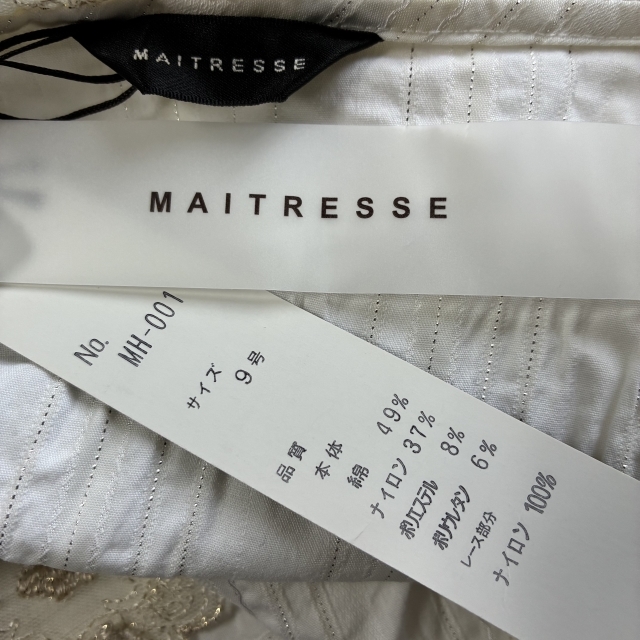 MAITRESSE
MAITRESSE
No. MH-001
サイズ 9号
品質
本体
綿 49%
ナイロン 37%
ポリエステル 8%
ポリウレタン 6%
レース部分
ナイロン 100%